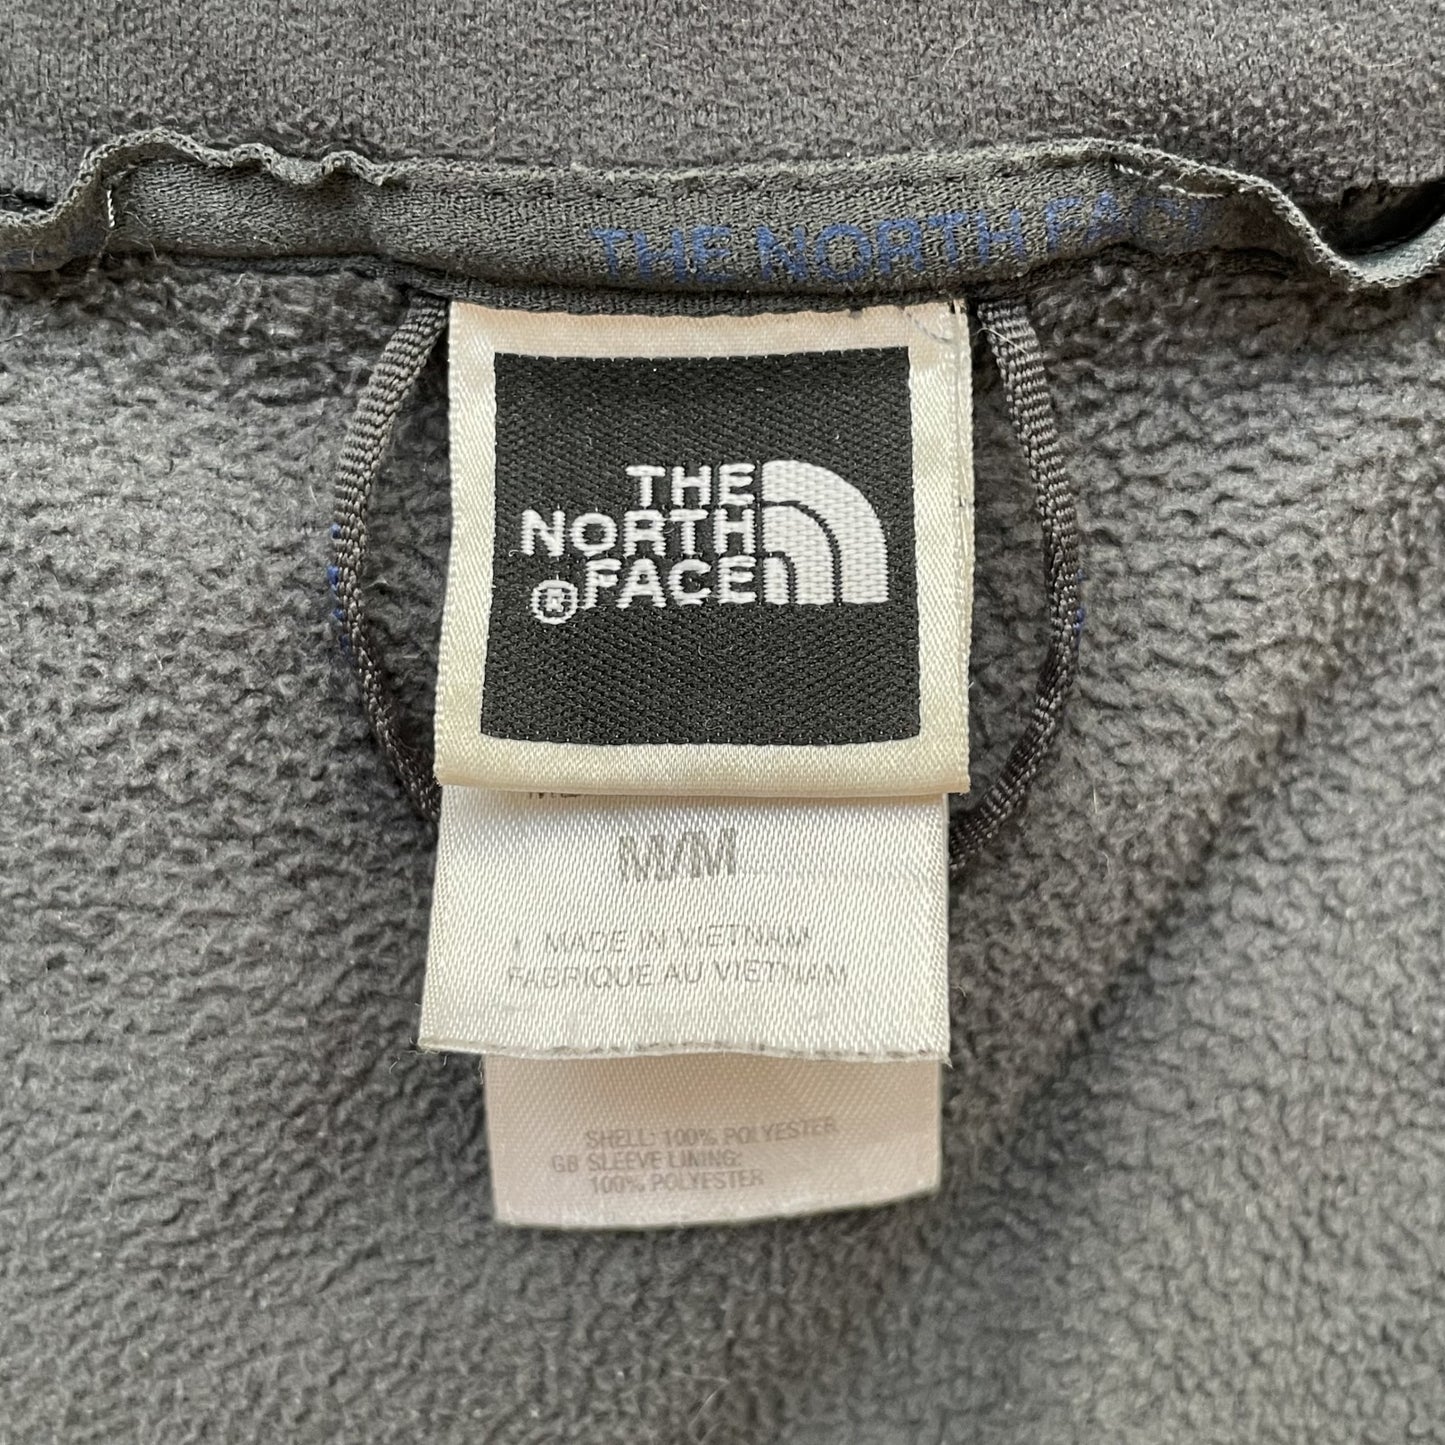 THE NORTH FACE
THE
NORTH
FACE
®
M/M
MADE IN VIETNAM
FABRIQUE AU VIETNAM
SHELL: 100% POLYESTER
GB SLEEVE LINING:
100% POLYESTER